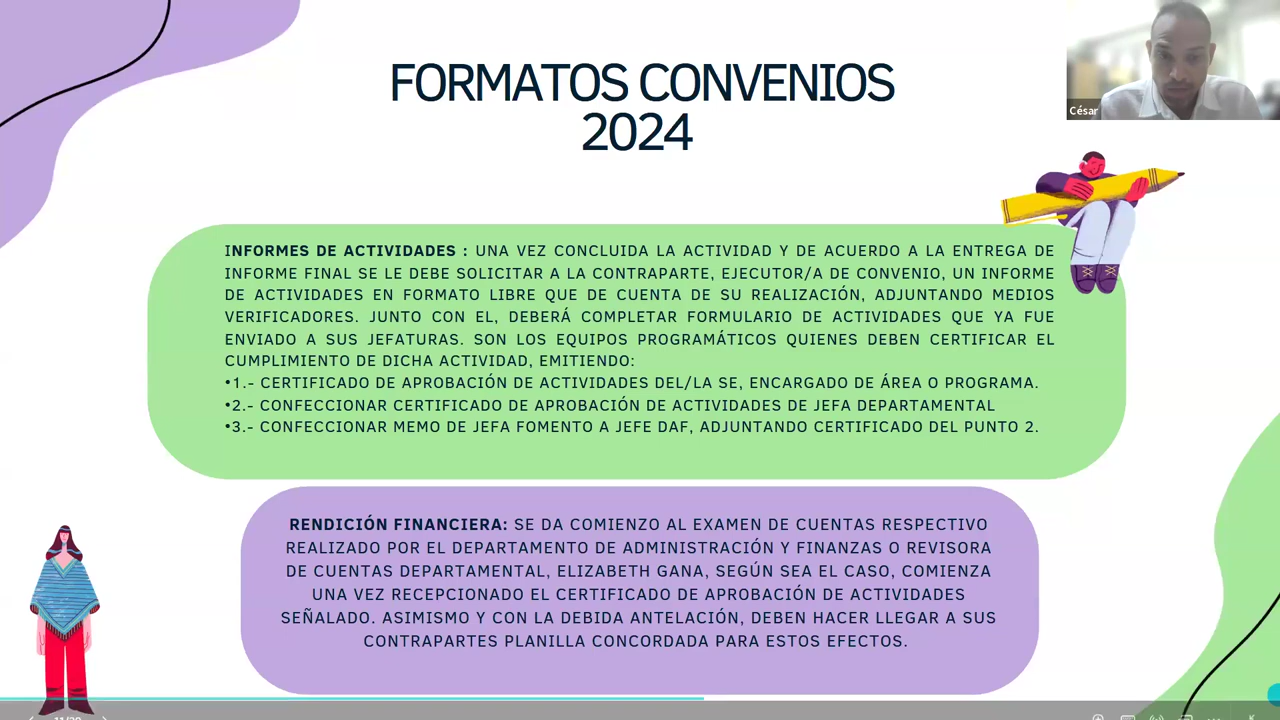 FORMATOS CONVENIOS
2024
César
INFORMES DE ACTIVIDADES : UNA VEZ CONCLUIDA LA ACTIVIDAD Y DE ACUERDO A LA ENTREGA DE
INFORME FINAL SE LE DEBE SOLICITAR A LA CONTRAPARTE, EJECUTOR/A DE CONVENIO, UN INFORME
DE ACTIVIDADES EN FORMATO LIBRE QUE DE CUENTA DE SU REALIZACIÓN, ADJUNTANDO MEDIOS
VERIFICADORES. JUNTO CON EL, DEBERÁ COMPLETAR FORMULARIO DE ACTIVIDADES QUE YA FUE
ENVIADO A SUS JEFATURAS. SON LOS EQUIPOS PROGRAMÁTICOS QUIENES DEBEN CERTIFICAR EL
CUMPLIMIENTO DE DICHA ACTIVIDAD, EMITIENDO:
•1.- CERTIFICADO DE APROBACIÓN DE ACTIVIDADES DEL/LA SE, ENCARGADO DE ÁREA O PROGRAMA.
•2.- CONFECCIONAR CERTIFICADO DE APROBACIÓN DE ACTIVIDADES DE JEFA DEPARTAMENTAL
•3.- CONFECCIONAR MEMO DE JEFA FOMENTO A JEFE DAF, ADJUNTANDO CERTIFICADO DEL PUNTO 2.
RENDICIÓN FINANCIERA: SE DA COMIENZO AL EXAMEN DE CUENTAS RESPECTIVO
REALIZADO POR EL DEPARTAMENTO DE ADMINISTRACIÓN Y FINANZAS O REVISORA
DE CUENTAS DEPARTAMENTAL, ELIZABETH GANA, SEGÚN SEA EL CASO, COMIENZA
UNA VEZ RECEPCIONADO EL CERTIFICADO DE APROBACIÓN DE ACTIVIDADES
SEÑALADO. ASIMISMO Y CON LA DEBIDA ANTELACIÓN, DEBEN HACER LLEGAR A SUS
CONTRAPARTES PLANILLA CONCORDADA PARA ESTOS EFECTOS.